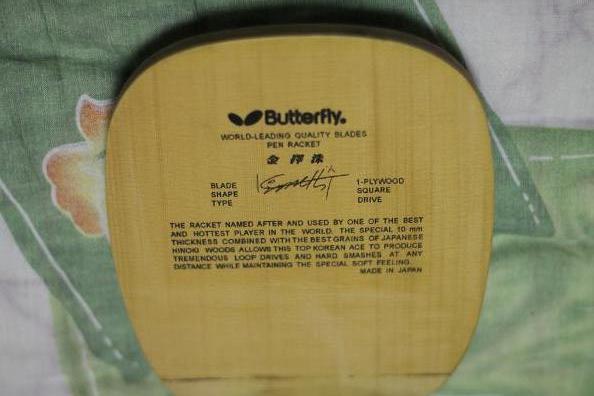 Butterfly.
WORLD-LEADING QUALITY BLADES
PEN RACKET
金擇洙
BLADE 1-PLYWOOD
SHAPE SQUARE
TYPE DRIVE
THE RACKET NAMED AFTER AND USED BY ONE OF THE BEST
AND HOTTEST PLAYER IN THE WORLD. THE SPECIAL 10 mm
THICKNESS COMBINED WITH THE BEST GRAINS OF JAPANESE
HINOKI WOODS ALLOWS THIS TOP KOREAN ACE TO PRODUCE
TREMENDOUS LOOP DRIVES AND HARD SMASHES AT ANY
DISTANCE WHILE MAINTAINING THE SPECIAL SOFT FEELING.
MADE IN JAPAN